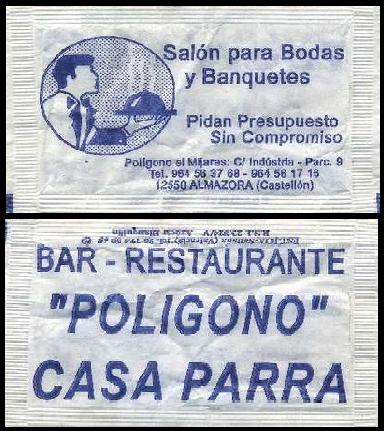 Salón para Bodas
y Banquetes
Pidan Presupuesto
Sin Compromiso
Polígono el Mijares: C/ Indústria - Parc. 9
Tel. 964 56 37 68 - 964 56 17 16
12550 ALMAZORA (Castellón)
BAR - RESTAURANTE
"POLIGONO"
CASA PARRA